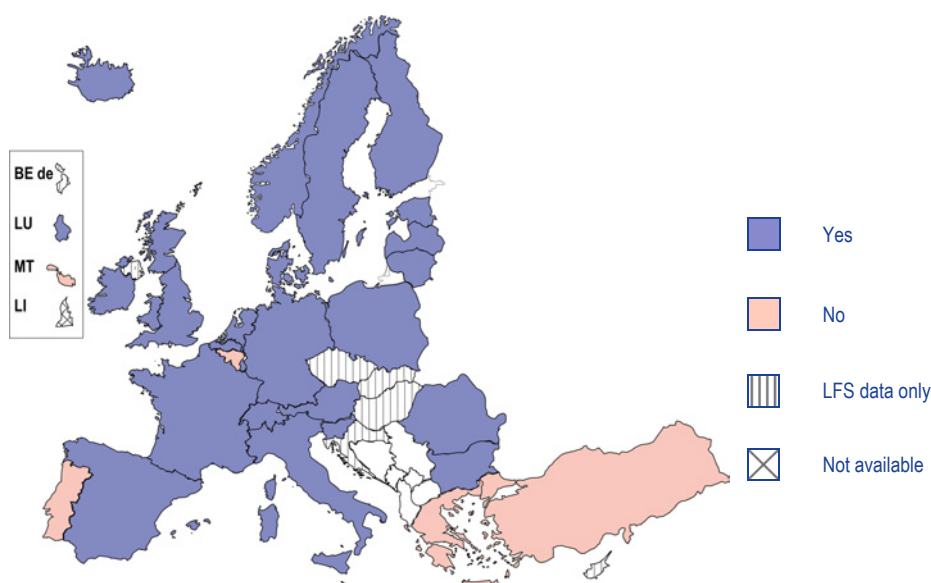 BE de
LU
MT
LI
Yes
No
LFS data only
Not available